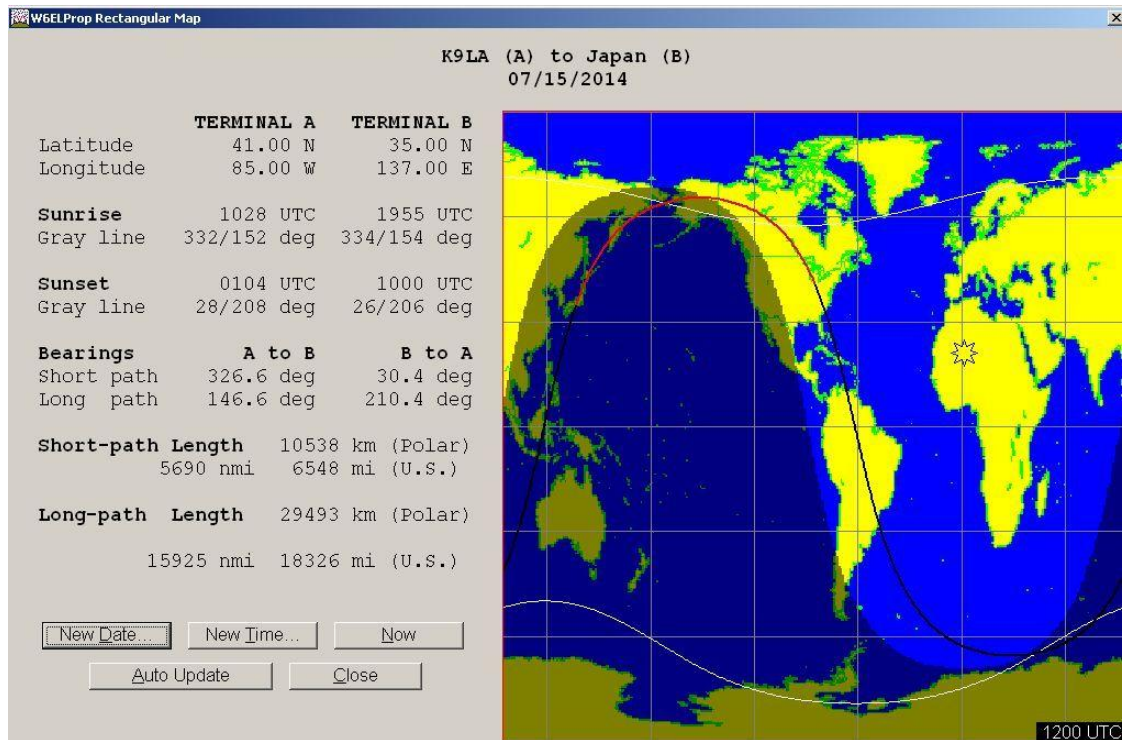 W6ELProp Rectangular Map
K9LA (A) to Japan (B)
07/15/2014
TERMINAL A TERMINAL B
Latitude 41.00 N 35.00 N
Longitude 85.00 W 137.00 E
Sunrise 1028 UTC 1955 UTC
Gray line 332/152 deg 334/154 deg
Sunset 0104 UTC 1000 UTC
Gray line 28/208 deg 26/206 deg
Bearings A to B B to A
Short path 326.6 deg 30.4 deg
Long path 146.6 deg 210.4 deg
Short-path Length 10538 km (Polar)
5690 nmi 6548 mi (U.S.)
Long-path Length 29493 km (Polar)
15925 nmi 18326 mi (U.S.)
New Date... New Time... Now
Auto Update Close
1200 UTC